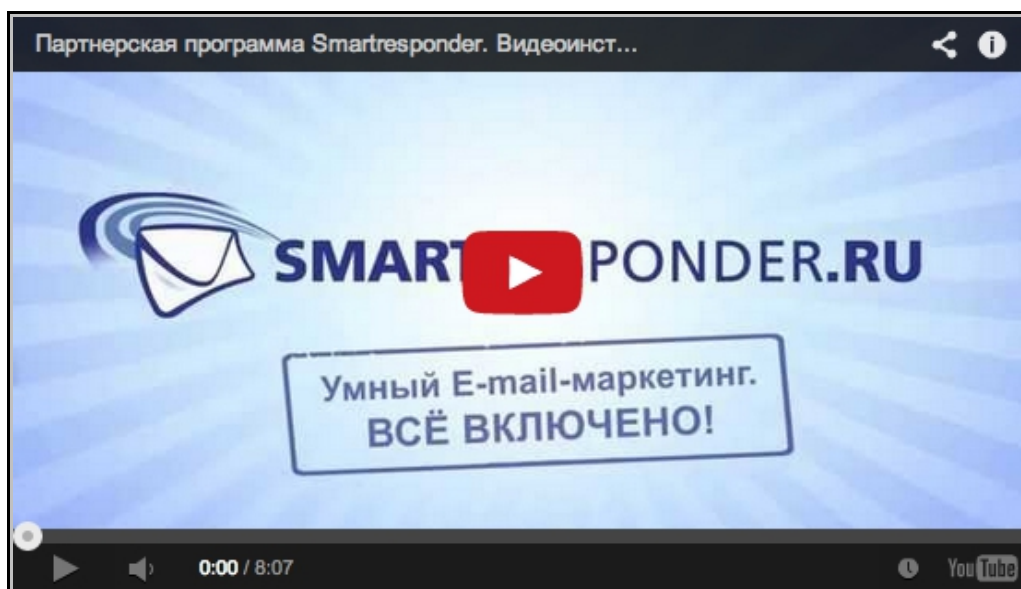 Партнерская программа Smartresponder. Видеоинст...
SMART PONDER.RU
Умный E-mail-маркетинг.
ВСЁ ВКЛЮЧЕНО!
0:00 / 8:07
YouTube